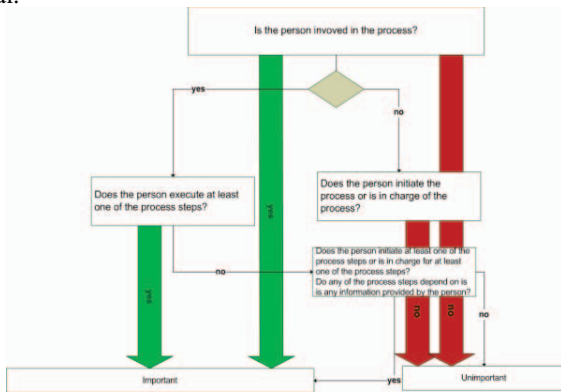 al.
Is the person invoved in the process?
yes
no
Does the person execute at least
one of the process steps?
yes
Does the person initiate the
process or is in charge of the
process?
Does the person initiate at least one of the
process steps or is in charge for at least
one of the process steps?
Do any of the process steps depend on is
is any information provided by the person?
no
yes
no
no
no
Important
yes
Unimportant